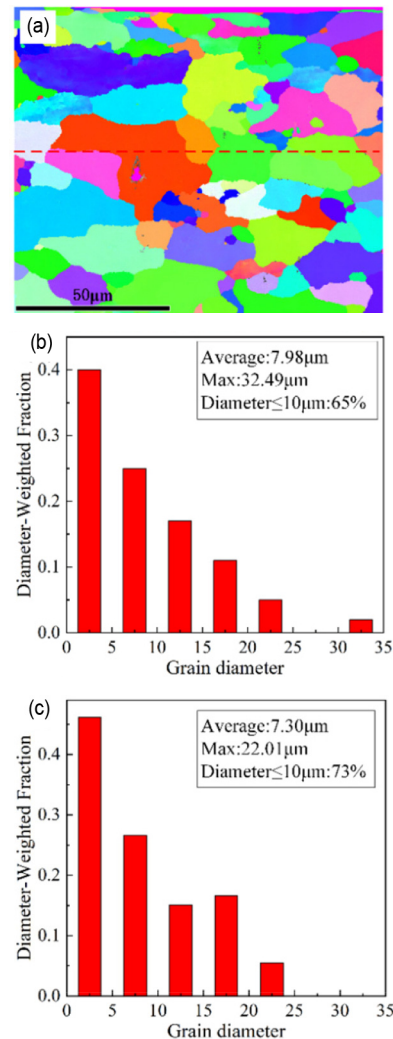 (a)
50μm
(b)
Average:7.98μm
Max:32.49μm
Diameter≤10μm:65%
Diameter-Weighted Fraction
0.4
0.3
0.2
0.1
0.0
0 5 10 15 20 25 30 35
Grain diameter
(c)
Average:7.30μm
Max:22.01μm
Diameter≤10μm:73%
Diameter-Weighted Fraction
0.4
0.3
0.2
0.1
0.0
0 5 10 15 20 25 30 35
Grain diameter